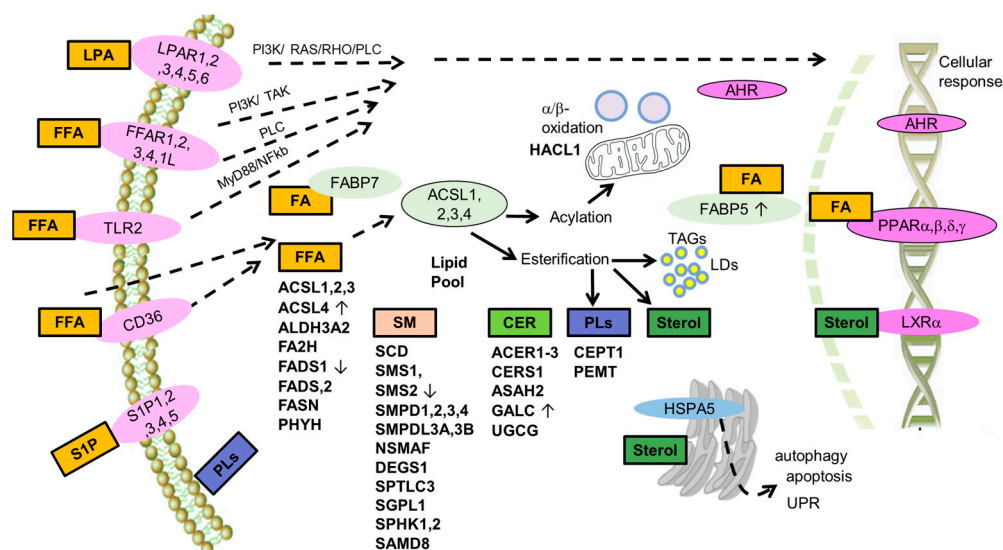 LPA
LPAR1,2
,3,4,5,6
PI3K/ RAS/RHO/PLC
FFA
FFAR1,2,
3,4,1L
PI3K/ TAK
PLC
MyD88/NFkb
FFA
TLR2
FFA
CD36
S1P
S1P1,2
,3,4,5
PLs
FA
FABP7
FFA
ACSL1,2,3
ACSL4 ↑
ALDH3A2
FA2H
FADS1 ↓
FADS,2
FASN
PHYH
ACSL1,
2,3,4
Lipid
Pool
α/β-
oxidation
HACL1
Acylation
Esterification
TAGs
LDs
SM
SCD
SMS1,
SMS2 ↓
SMPD1,2,3,4
SMPDL3A,3B
NSMAF
DEGS1
SPTLC3
SGPL1
SPHK1,2
SAMD8
CER
ACER1-3
CERS1
ASAH2
GALC ↑
UGCG
PLs
CEPT1
PEMT
Sterol
HSPA5
Sterol
autophagy
apoptosis
UPR
AHR
FA
FABP5 ↑
Cellular
response
AHR
FA
PPARα,β,δ,γ
Sterol
LXRα